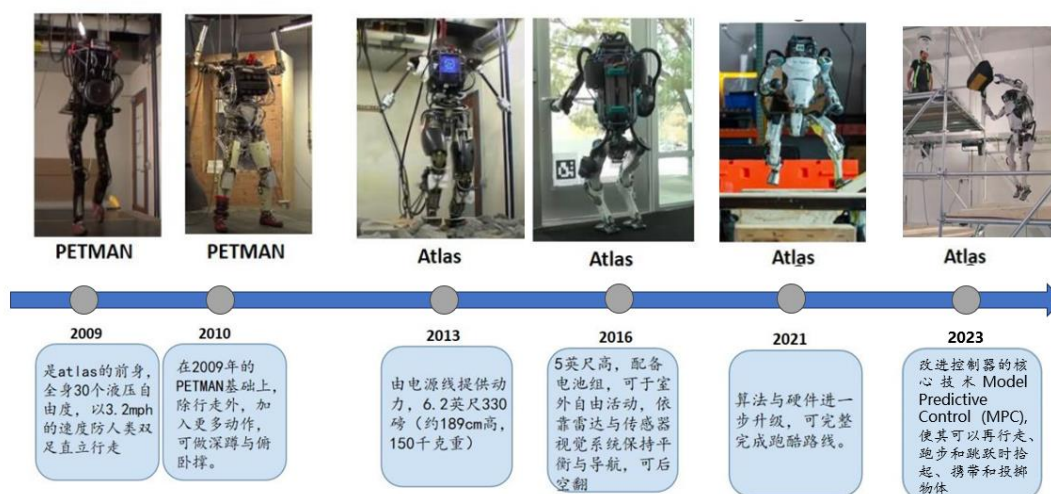 PETMAN
PETMAN
Atlas
Atlas
Atlas
Atlas
2009
2010
2013
2016
2021
2023
是atlas的前身，
全身30个液压自
由度，以3.2mph
的速度防人类双
足直立行走
在2009年的
PETMAN基础上，
除行走外，加
入更多动作，
可做深蹲与俯
卧撑。
由电源线提供动
力，6.2英尺330
磅（约189cm高，
150千克重）
5英尺高，配备
电池组，可于室
外自由活动，依
靠雷达与传感器
视觉系统保持平
衡与导航，可后
空翻
算法与硬件进一
步升级，可完整
完成跑酷路线。
改进控制器的核
心技术Model
Predictive
Control (MPC),
使其可以再行走、
跑步和跳跃时拾
起、携带和投掷
物体